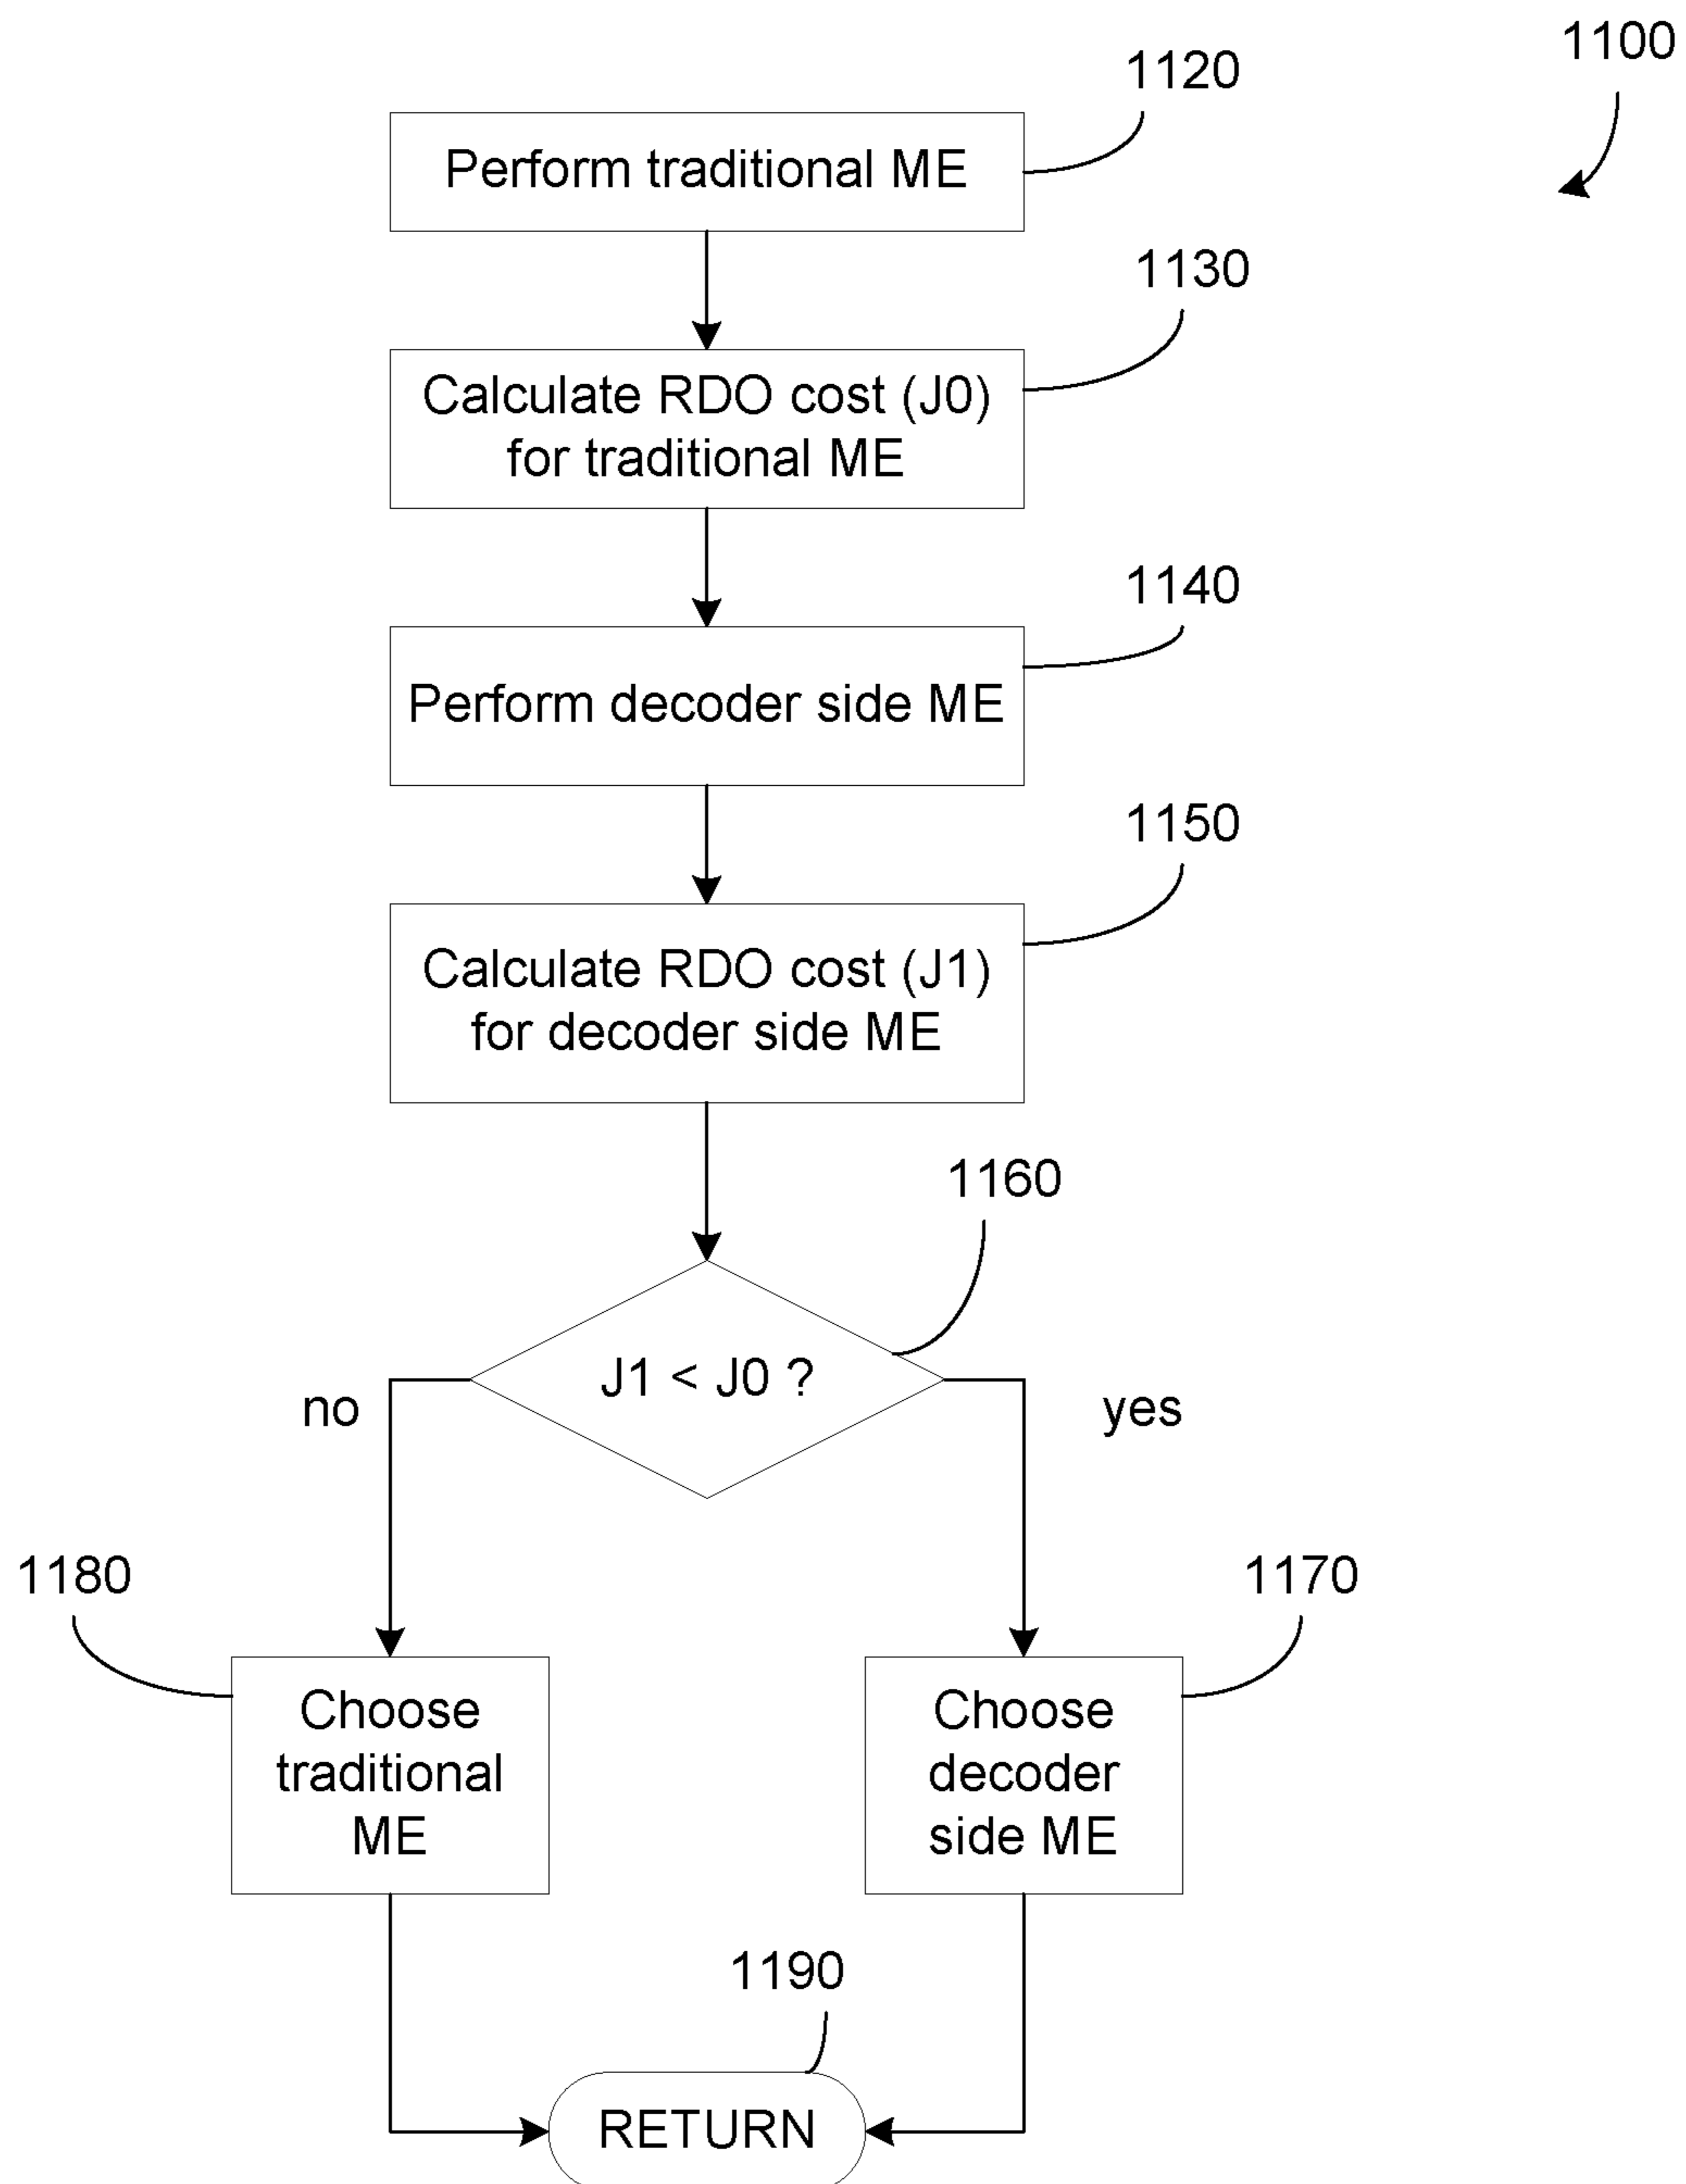 1100
1120
Perform traditional ME
1130
Calculate RDO cost (J0)
for traditional ME
1140
Perform decoder side ME
1150
Calculate RDO cost (J1)
for decoder side ME
1160
J1 < J0 ?
no
yes
1180
1170
Choose
traditional
ME
Choose
decoder
side ME
1190
RETURN